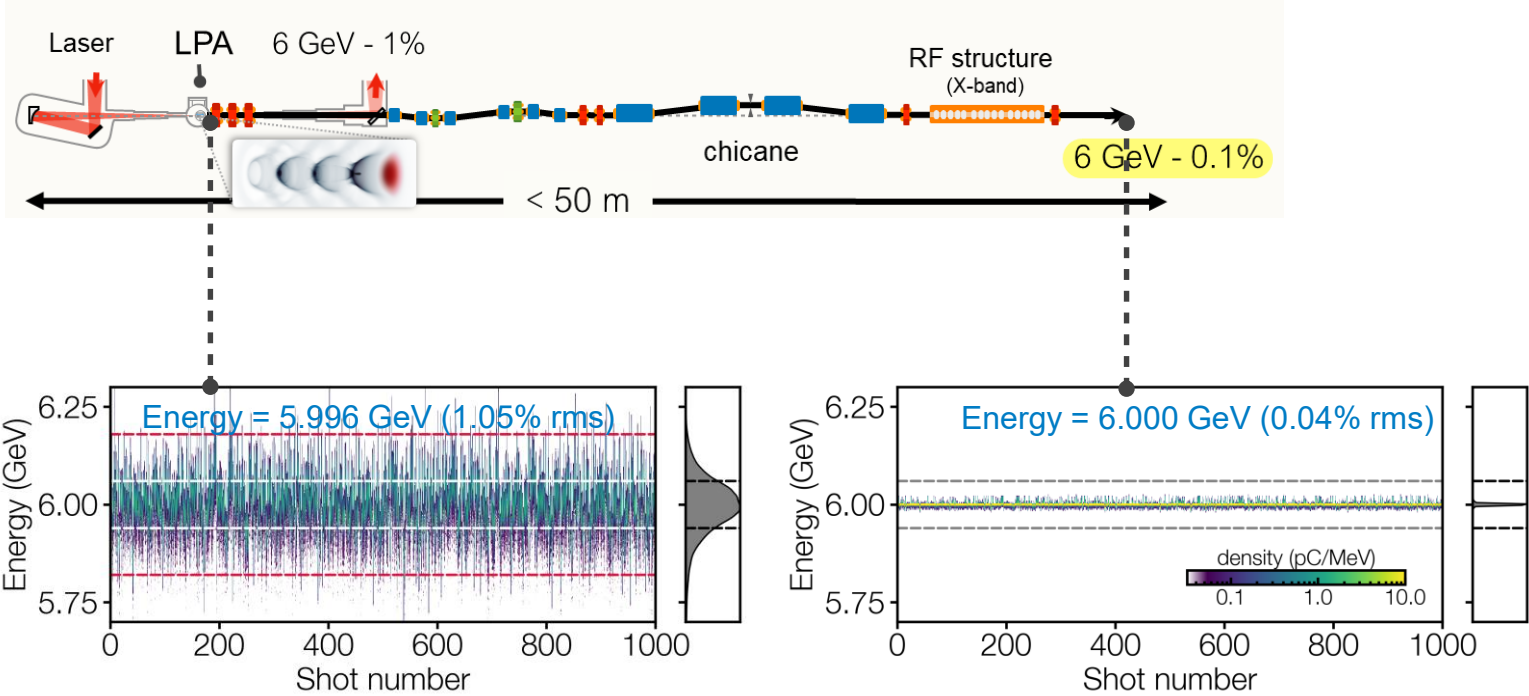 Laser
LPA
6 GeV - 1%
RF structure
(X-band)
chicane
6 GeV - 0.1%
< 50 m
Energy = 5.996 GeV (1.05% rms)
Energy (GeV)
6.25
6.00
5.75
0 200 400 600 800 1000
Shot number
Energy = 6.000 GeV (0.04% rms)
Energy (GeV)
6.25
6.00
5.75
density (pC/MeV)
0.1 1.0 10.0
0 200 400 600 800 1000
Shot number